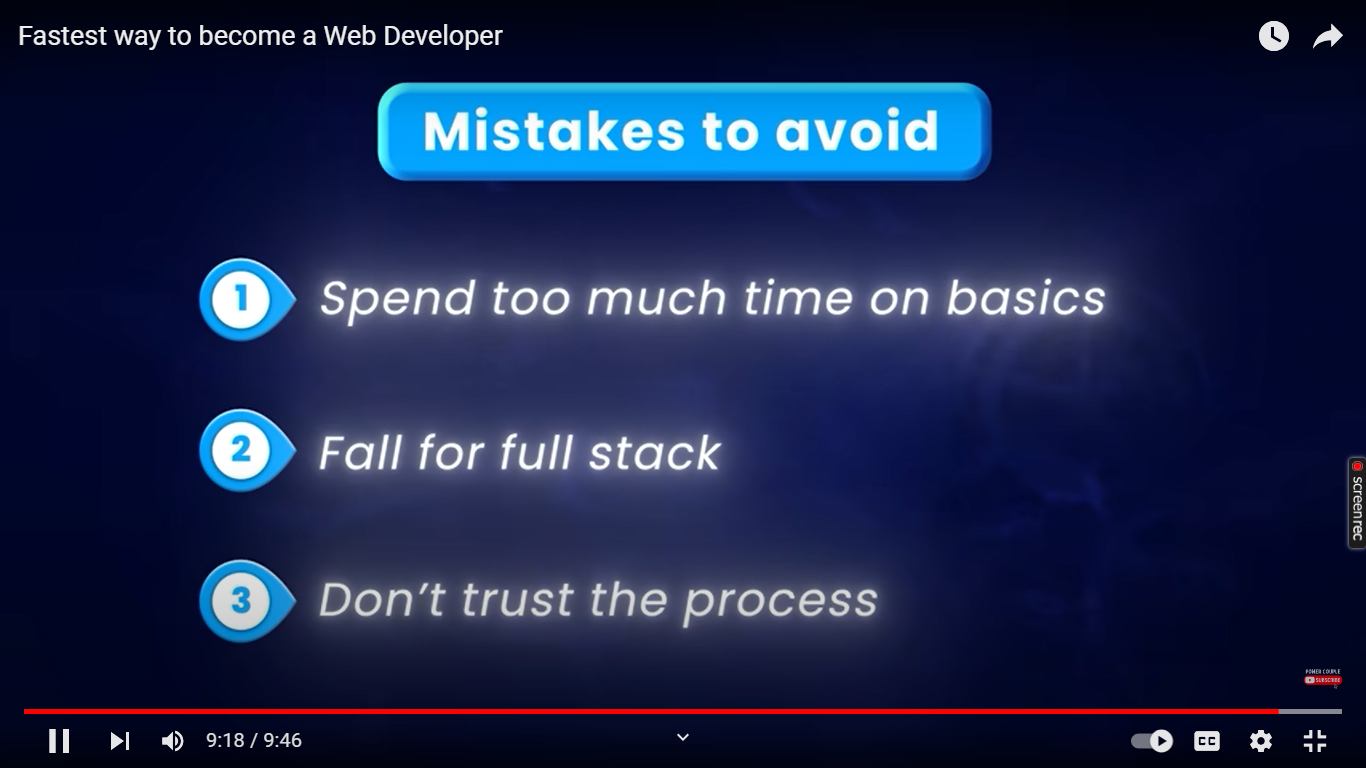 Fastest way to become a Web Developer
Mistakes to avoid
1 Spend too much time on basics
2 Fall for full stack
3 Don't trust the process
screenrec
POWER COUPLE
SUBSCRIBE
9:18 / 9:46
CC